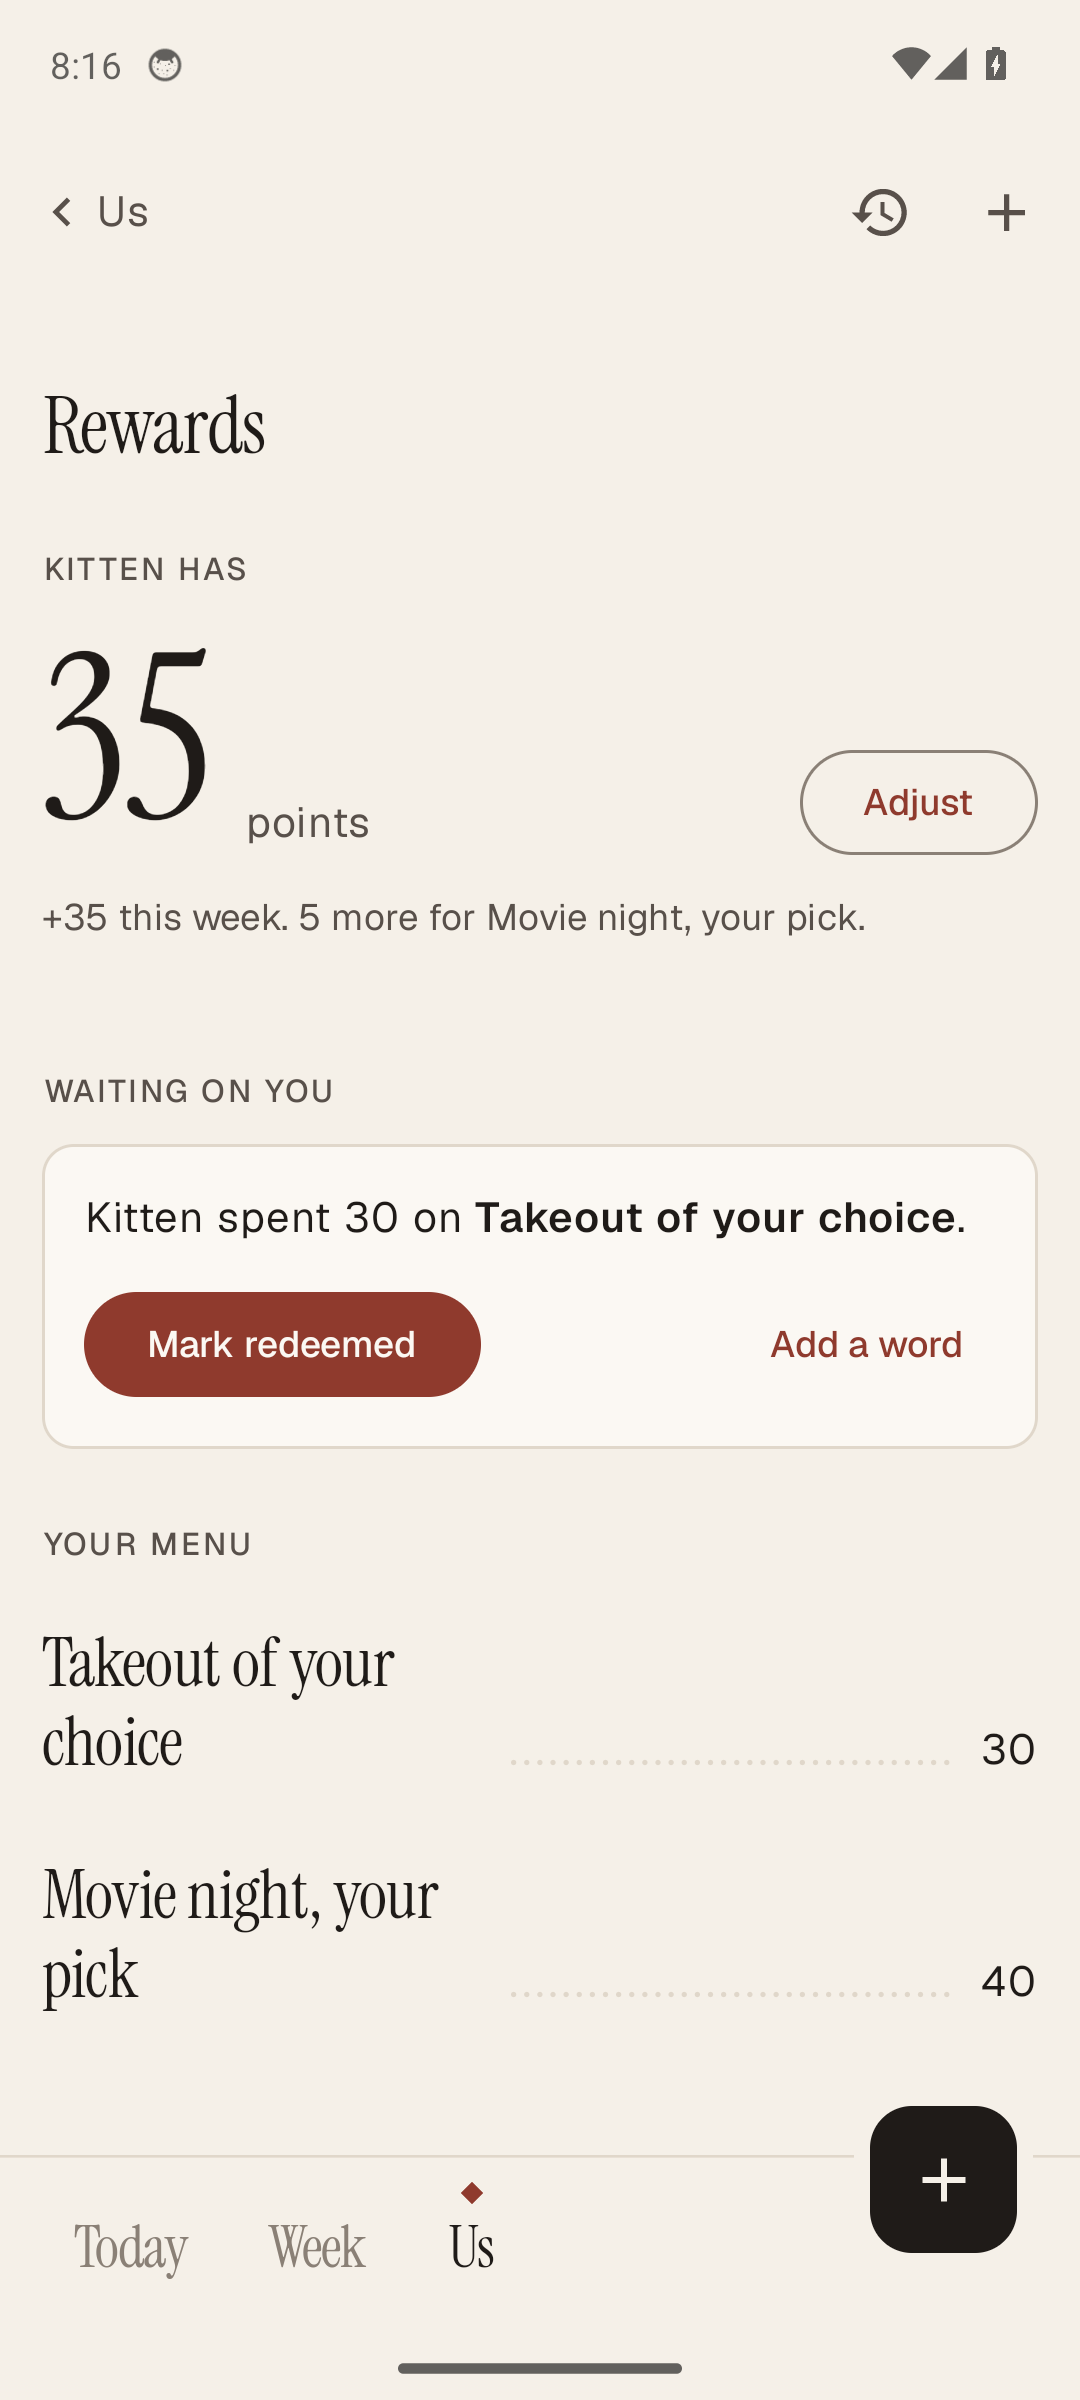 8:16
Us
Rewards
KITTEN HAS
35 points
Adjust
+35 this week. 5 more for Movie night, your pick.
WAITING ON YOU
Kitten spent 30 on Takeout of your choice.
Mark redeemed
Add a word
YOUR MENU
Takeout of your
choice
30
Movie night, your
pick
40
Today
Week
Us